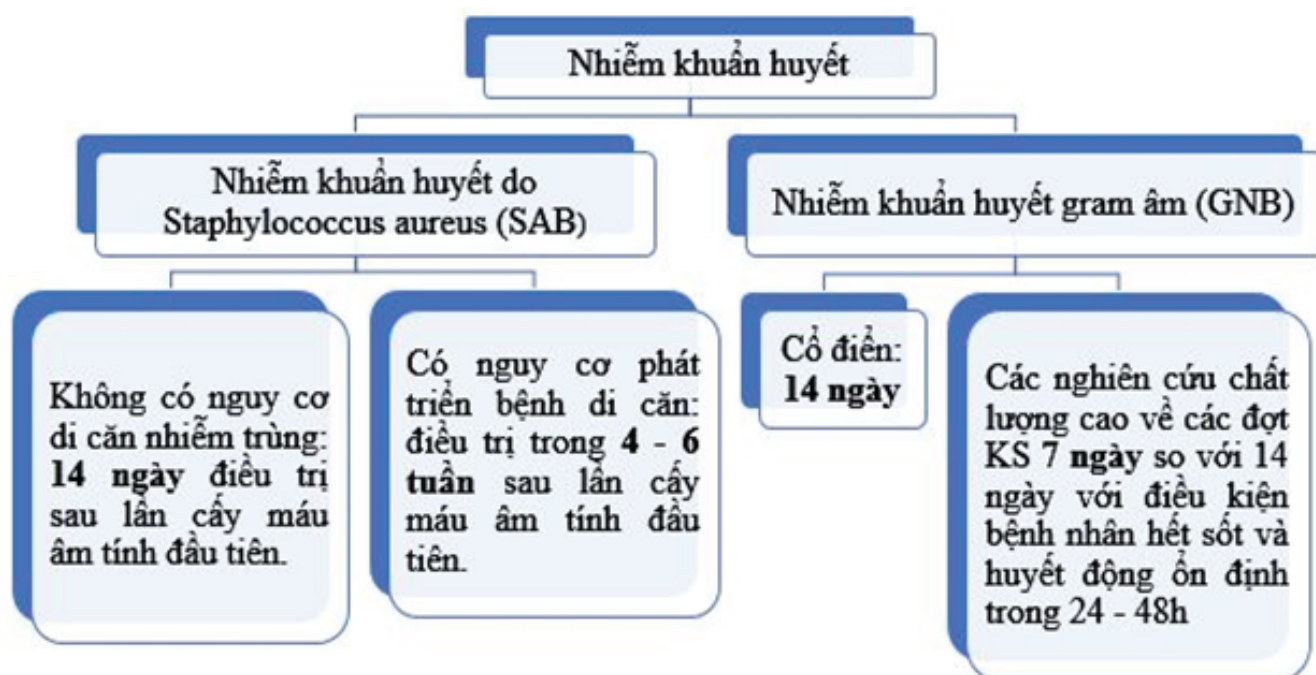 Nhiễm khuẩn huyết
Nhiễm khuẩn huyết do
Staphylococcus aureus (SAB)
Nhiễm khuẩn huyết gram âm (GNB)
Không có nguy cơ
di căn nhiễm trùng:
14 ngày điều trị
sau lần cấy máu
âm tính đầu tiên.
Có nguy cơ phát
triển bệnh di căn:
điều trị trong 4 - 6
tuần sau lần cấy
máu âm tính đầu
tiên.
Cổ điển:
14 ngày
Các nghiên cứu chất
lượng cao về các đợt
KS 7 ngày so với 14
ngày với điều kiện
bệnh nhân hết sốt và
huyết động ổn định
trong 24 - 48h